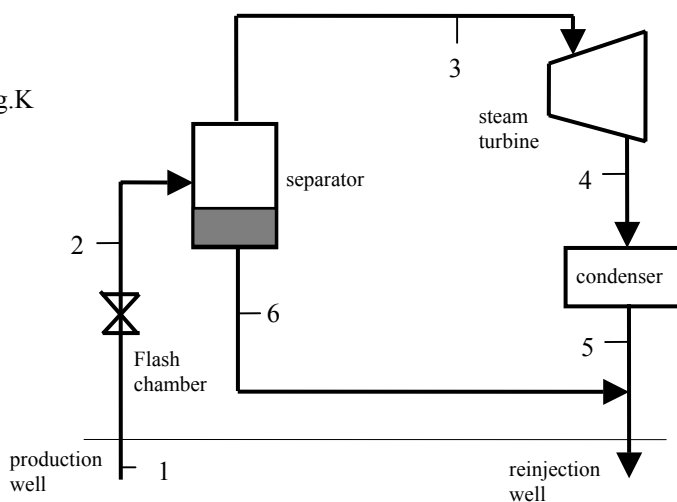 3
g.K
steam
turbine
separator
4
2
condenser
6
5
Flash
chamber
production
well
1
reinjection
well